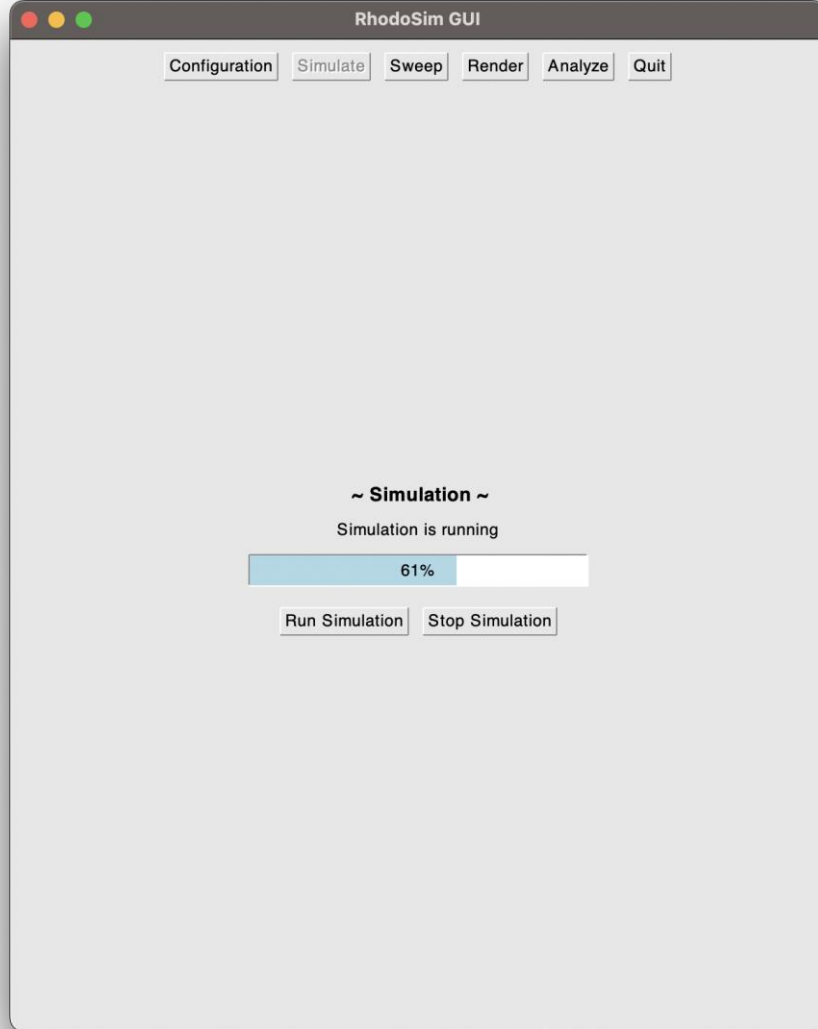 RhodoSim GUI
Configuration Simulate Sweep Render Analyze Quit
~ Simulation ~
Simulation is running
61%
Run Simulation Stop Simulation